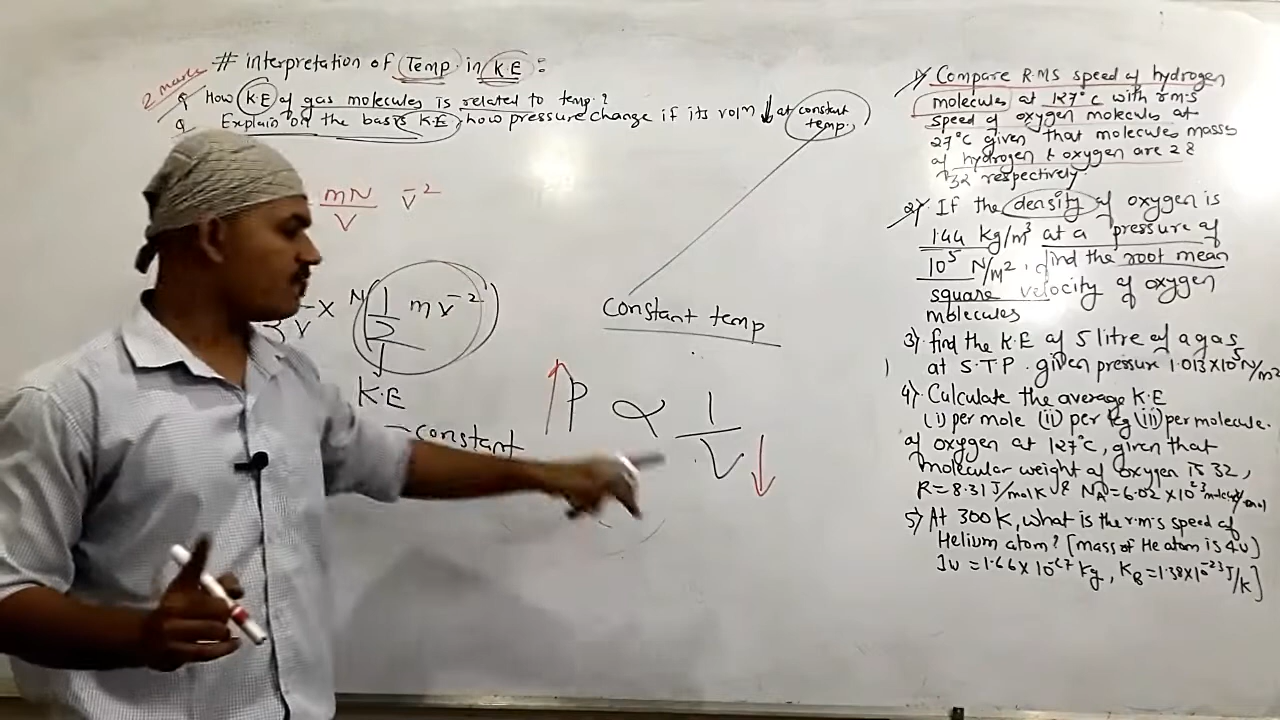 # interpretation of Temp. in K.E :
2 marks
Q How K.E of gas molecules is related to temp.?
Q Explain on the basis K.E, how pressure change if its volm ↓ at constant
temp.
mN/V v̄²
V × N 1/2 m v̄²
K.E
constant
Constant temp
↑ P ∝ 1/V ↓
1) Compare R.M.S speed of hydrogen
molecules at 127°c with r.m.s
speed of oxygen molecules at
27°c given that molecules masses
of hydrogen & oxygen are 2 &
32 respectively.
2) If the density of oxygen is
144 kg/m³ at a pressure of
10⁵ N/m², find the root mean
square velocity of oxygen
molecules
3) find the K.E of 5 litre of a gas
at S.T.P. given pressure 1.013×10⁵ N/m²
4) Calculate the average K.E
(i) per mole (ii) per kg (iii) per molecule.
of oxygen at 127°c, given that
molecular weight of oxygen is 32,
R = 8.31 J/mol K & NA = 6.02 × 10²³
5) At 300K, what is the r.m.s speed of
Helium atom? [mass of He atom is 4u]
1u = 1.66 × 10 kg, KB = 1.38×10⁻²³ J/K]